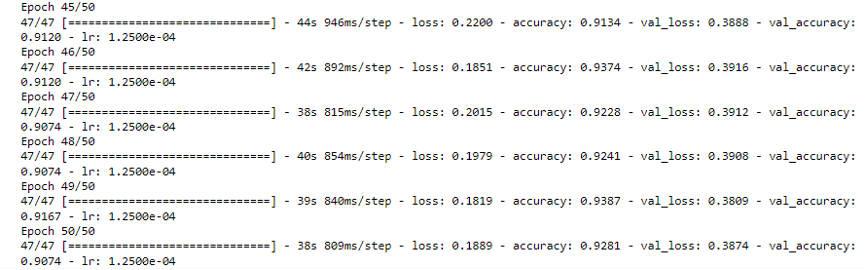 Epoch 45/50
47/47 [==============================] - 44s 946ms/step - loss: 0.2200 - accuracy: 0.9134 - val_loss: 0.3888 - val_accuracy:
0.9120 - lr: 1.2500e-04
Epoch 46/50
47/47 [==============================] - 42s 892ms/step - loss: 0.1851 - accuracy: 0.9374 - val_loss: 0.3916 - val_accuracy:
0.9120 - lr: 1.2500e-04
Epoch 47/50
47/47 [==============================] - 38s 815ms/step - loss: 0.2015 - accuracy: 0.9228 - val_loss: 0.3912 - val_accuracy:
0.9074 - lr: 1.2500e-04
Epoch 48/50
47/47 [==============================] - 40s 854ms/step - loss: 0.1979 - accuracy: 0.9241 - val_loss: 0.3908 - val_accuracy:
0.9074 - lr: 1.2500e-04
Epoch 49/50
47/47 [==============================] - 39s 840ms/step - loss: 0.1819 - accuracy: 0.9387 - val_loss: 0.3809 - val_accuracy:
0.9167 - lr: 1.2500e-04
Epoch 50/50
47/47 [==============================] - 38s 809ms/step - loss: 0.1889 - accuracy: 0.9281 - val_loss: 0.3874 - val_accuracy:
0.9074 - lr: 1.2500e-04